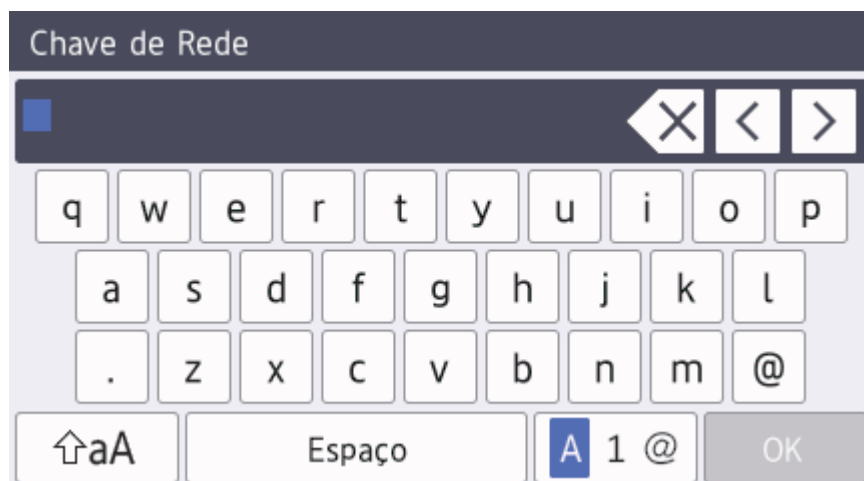 Chave de Rede
q w e r t y u i o p
a s d f g h j k l
. z x c v b n m @
aA Espaço A 1 @ OK